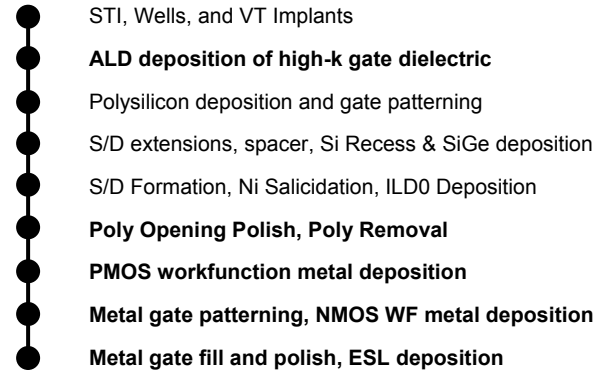 STI, Wells, and VT Implants
ALD deposition of high-k gate dielectric
Polysilicon deposition and gate patterning
S/D extensions, spacer, Si Recess & SiGe deposition
S/D Formation, Ni Salicidation, ILD0 Deposition
Poly Opening Polish, Poly Removal
PMOS workfunction metal deposition
Metal gate patterning, NMOS WF metal deposition
Metal gate fill and polish, ESL deposition